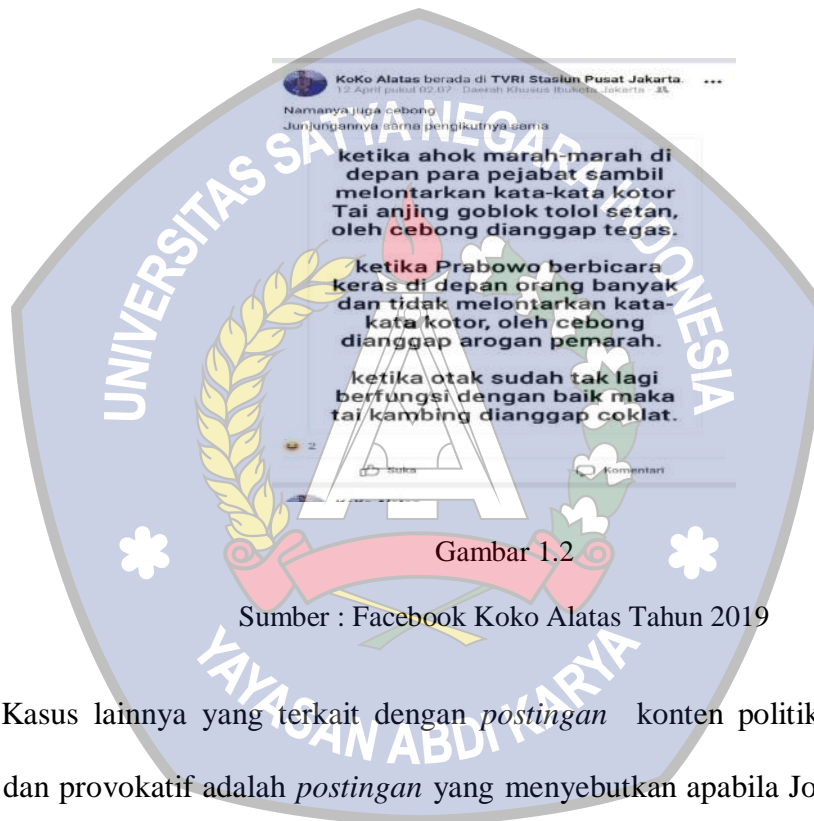 KoKo Alatas berada di TVRI Stasiun Pusat Jakarta.
12 April pukul 02.07 · Daerah Khusus Ibukota Jakarta
Namanya juga cebong
Junjungannya sama pengikutnya sama
ketika ahok marah-marah di
depan para pejabat sambil
melontarkan kata-kata kotor
Tai anjing goblok tolol setan,
oleh cebong dianggap tegas.
ketika Prabowo berbicara
keras di depan orang banyak
dan tidak melontarkan kata-
kata kotor, oleh cebong
dianggap arogan pemarah.
ketika otak sudah tak lagi
berfungsi dengan baik maka
tai kambing dianggap coklat.
2
Suka Komentari
Gambar 1.2
Sumber : Facebook Koko Alatas Tahun 2019
Kasus lainnya yang terkait dengan postingan konten politik
dan provokatif adalah postingan yang menyebutkan apabila Jo
UNIVERSITAS SATYA NEGARA INDONESIA
YAYASAN ABDI KARYA